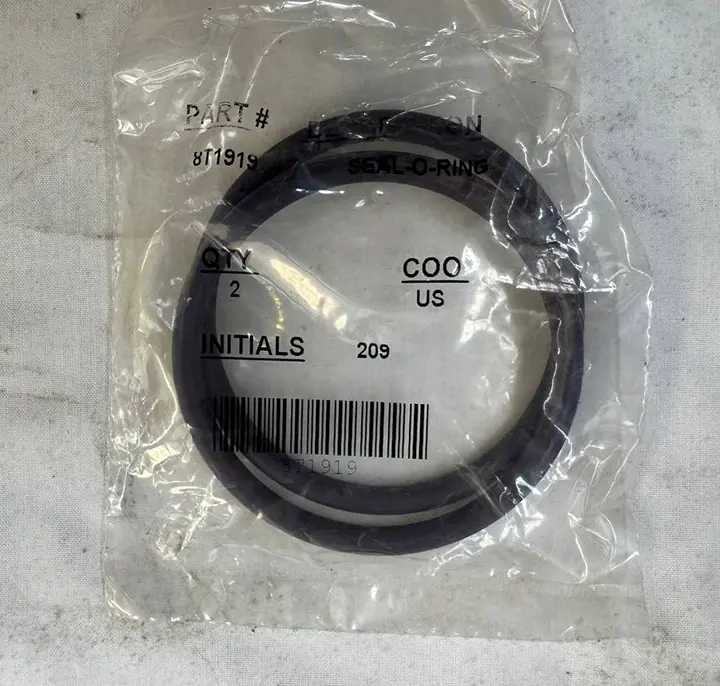 PART #
8T1919
SEAL-O-RING
QTY
2
COO
US
INITIALS 209
8T1919